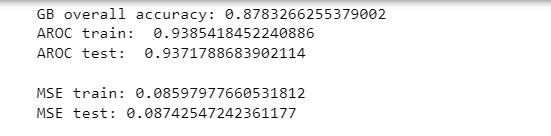 GB overall accuracy: 0.8783266255379002
AROC train:  0.9385418452240886
AROC test:  0.9371788683902114
MSE train: 0.08597977660531812
MSE test: 0.08742547242361177